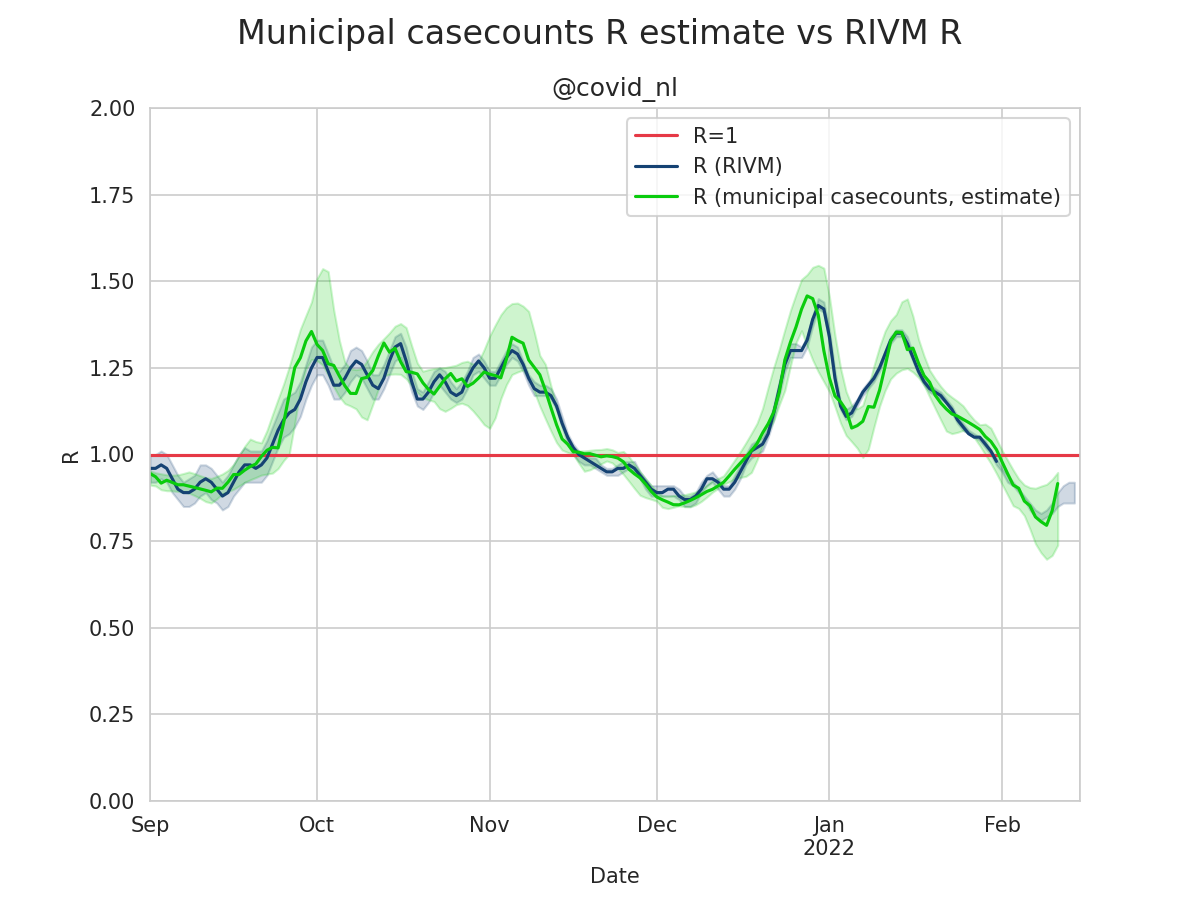 Municipal casecounts R estimate vs RIVM R
@covid_nl
R=1
R (RIVM)
R (municipal casecounts, estimate)
2.00
1.75
1.50
1.25
1.00
0.75
0.50
0.25
0.00
R
Sep Oct Nov Dec Jan Feb
2022
Date